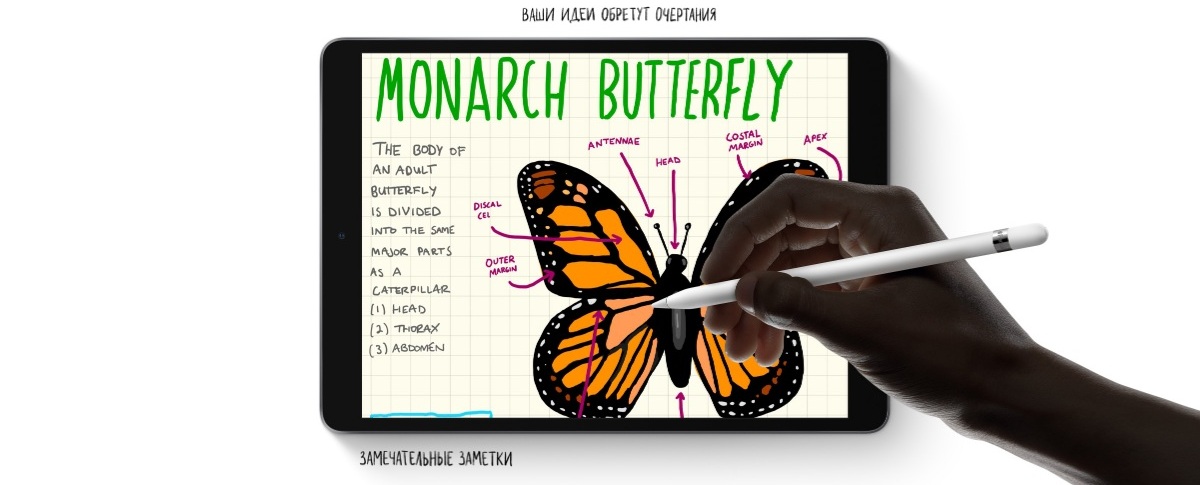 ВАШИ ИДЕИ ОБРЕТУТ ОЧЕРТАНИЯ
MONARCH BUTTERFLY
THE BODY OF
AN ADULT
BUTTERFLY
IS DIVIDED
INTO THE SAME
MAJOR PARTS
AS A
CATERPILLAR
(1) HEAD
(2) THORAX
(3) ABDOMEN
ANTENNAE
HEAD
COSTAL
MARGIN
APEX
DISCAL
CEL
OUTER
MARGIN
ЗАМЕЧАТЕЛЬНЫЕ ЗАМЕТКИ